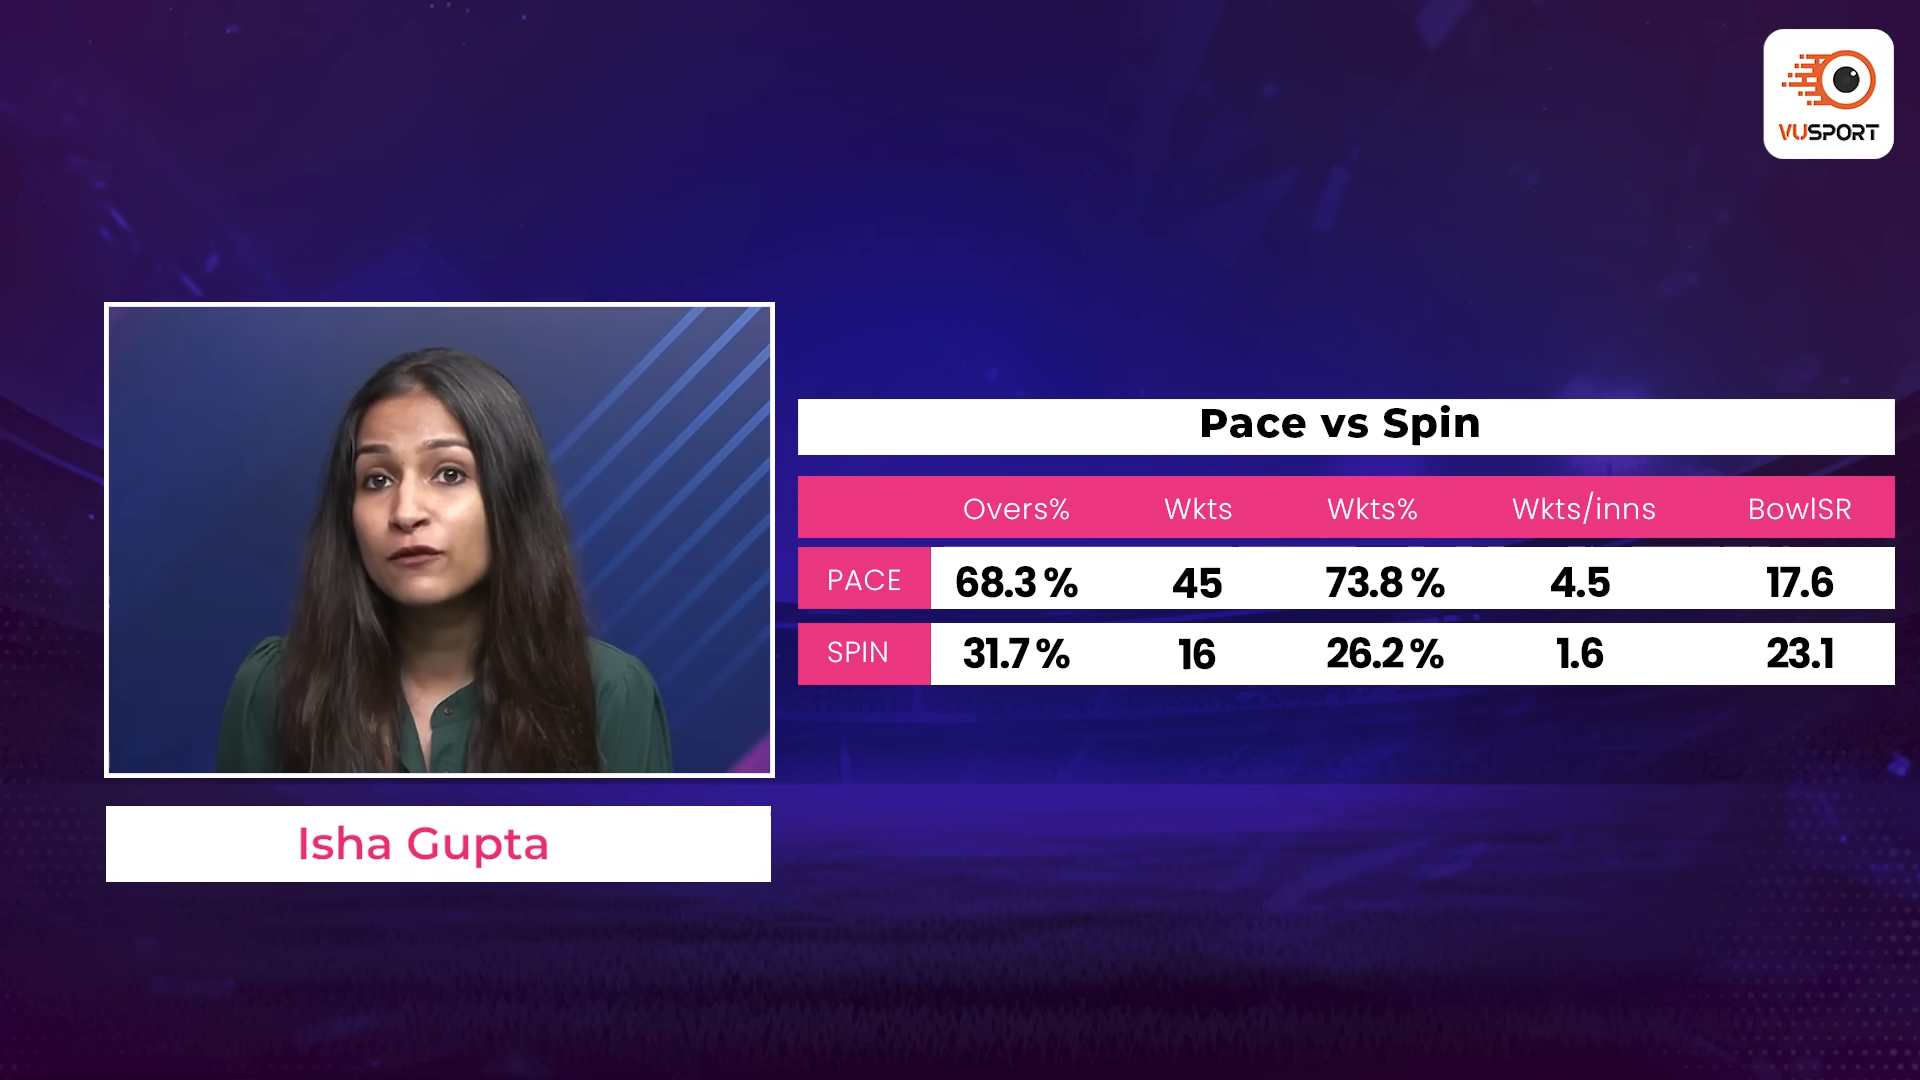 VUSPORT
Pace vs Spin
Overs% Wkts Wkts% Wkts/inns BowlSR
PACE 68.3 % 45 73.8 % 4.5 17.6
SPIN 31.7 % 16 26.2 % 1.6 23.1
Isha Gupta